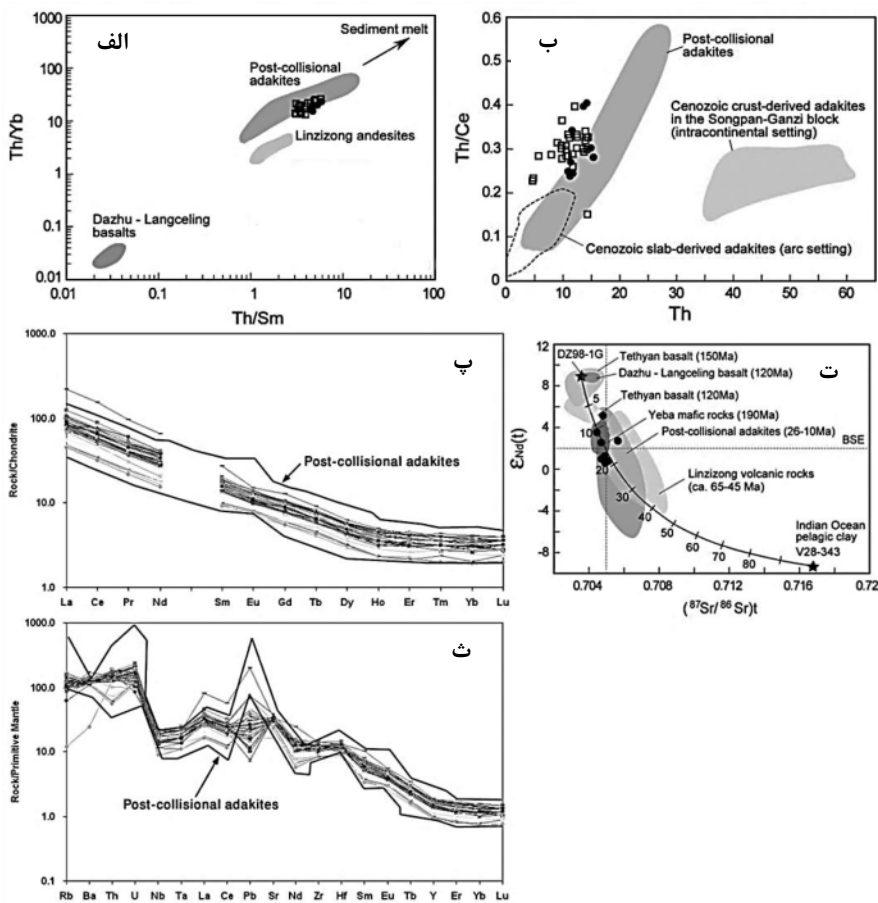 الف
Sediment melt
Post-collisional
adakites
Linzizong andesites
Dazhu - Langceling
basalts
Th/Yb
100
100
10
1
0.1
0.01
0.01
0.1
1
10
100
Th/Sm
ب
Post-collisional
adakites
Cenozoic crust-derived adakites
in the Songpan-Ganzi block
(intracontinental setting)
Cenozoic slab-derived adakites (arc setting)
Th/Ce
0.6
0.5
0.4
0.3
0.2
0.1
0
0
10
20
30
40
50
60
Th
پ
Post-collisional adakites
Rock/Chondrite
1000.0
100.0
10.0
1.0
La Ce Pr Nd Sm Eu Gd Tb Dy Ho Er Tm Yb Lu
ت
DZ98-1G
Tethyan basalt (150Ma)
Dazhu - Langceling basalt (120Ma)
Tethyan basalt (120Ma)
Yeba mafic rocks (190Ma)
Post-collisional adakites (26-10Ma)
BSE
Linzizong volcanic rocks
(ca. 65-45 Ma)
Indian Ocean
pelagic clay
V28-343
5
10
20
30
40
50
60
70
80
εNd(t)
12
8
4
0
-4
-8
0.704
0.708
0.712
0.716
0.72
(⁸⁷Sr/⁸⁶Sr)t
ث
Post-collisional adakites
Rock/Primitive Mantle
1000.0
100.0
10.0
1.0
0.1
Rb Ba Th U Nb Ta La Ce Pb Sr Nd Zr Hf Sm Eu Tb Y Er Lu